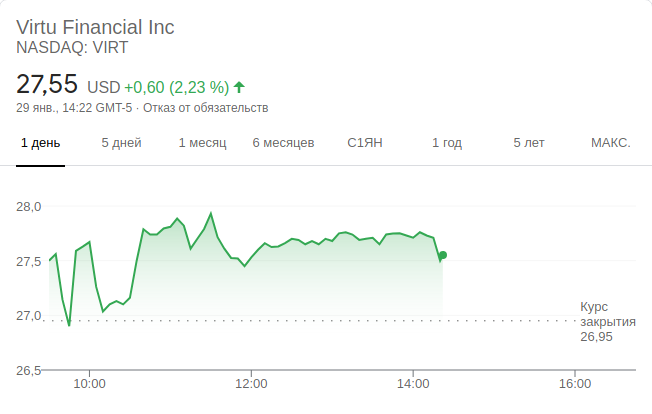 Virtu Financial Inc
NASDAQ: VIRT
27,55 USD +0,60 (2,23 %)
29 янв., 14:22 GMT-5 · Отказ от обязательств
1 день 5 дней 1 месяц 6 месяцев С1ЯН 1 год 5 лет МАКС.
28,0
27,5
27,0
Курс
закрытия
26,95
26,5
10:00 12:00 14:00 16:00